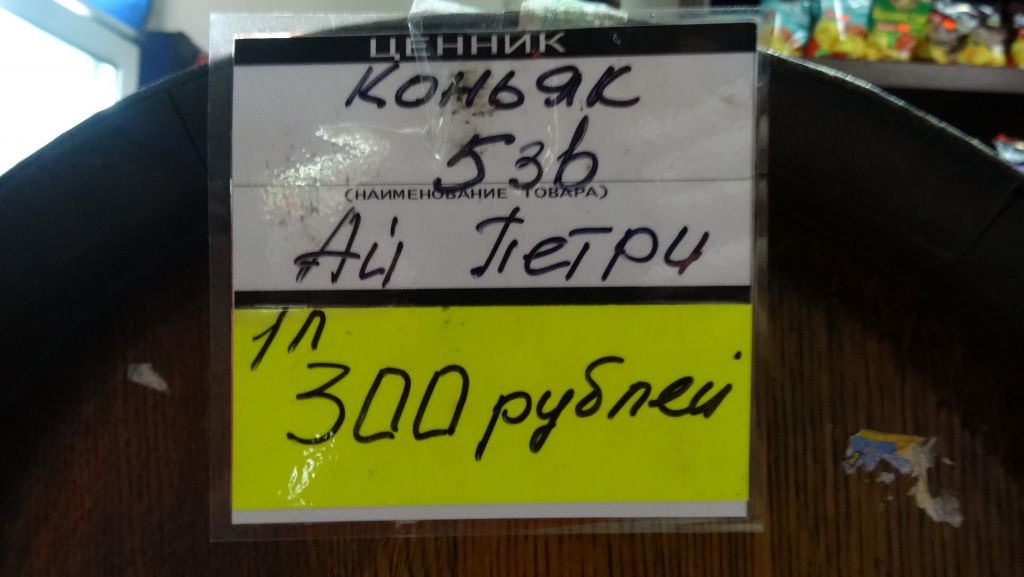 ЦЕННИК
Коньяк
5зв
(НАИМЕНОВАНИЕ ТОВАРА)
Ай Петри
1л
300 рублей